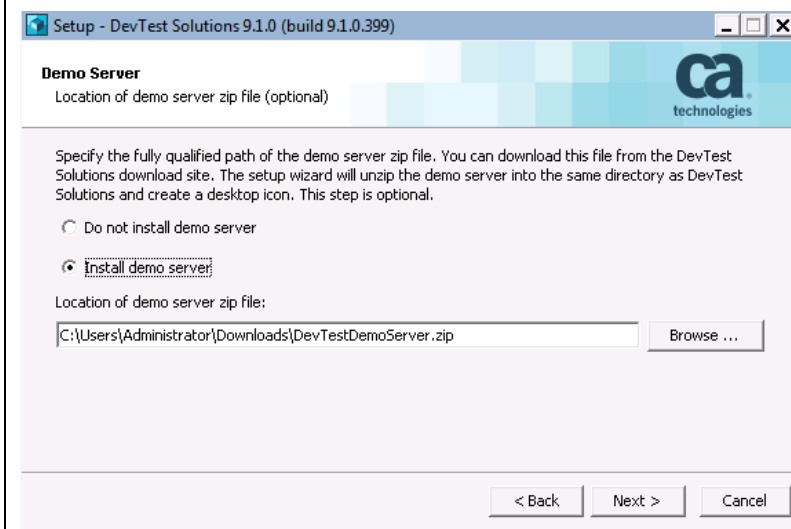 Setup - DevTest Solutions 9.1.0 (build 9.1.0.399)
Demo Server
Location of demo server zip file (optional)
ca
technologies
Specify the fully qualified path of the demo server zip file. You can download this file from the DevTest
Solutions download site. The setup wizard will unzip the demo server into the same directory as DevTest
Solutions and create a desktop icon. This step is optional.
Do not install demo server
Install demo server
Location of demo server zip file:
C:\Users\Administrator\Downloads\DevTestDemoServer.zip
Browse ...
< Back
Next >
Cancel